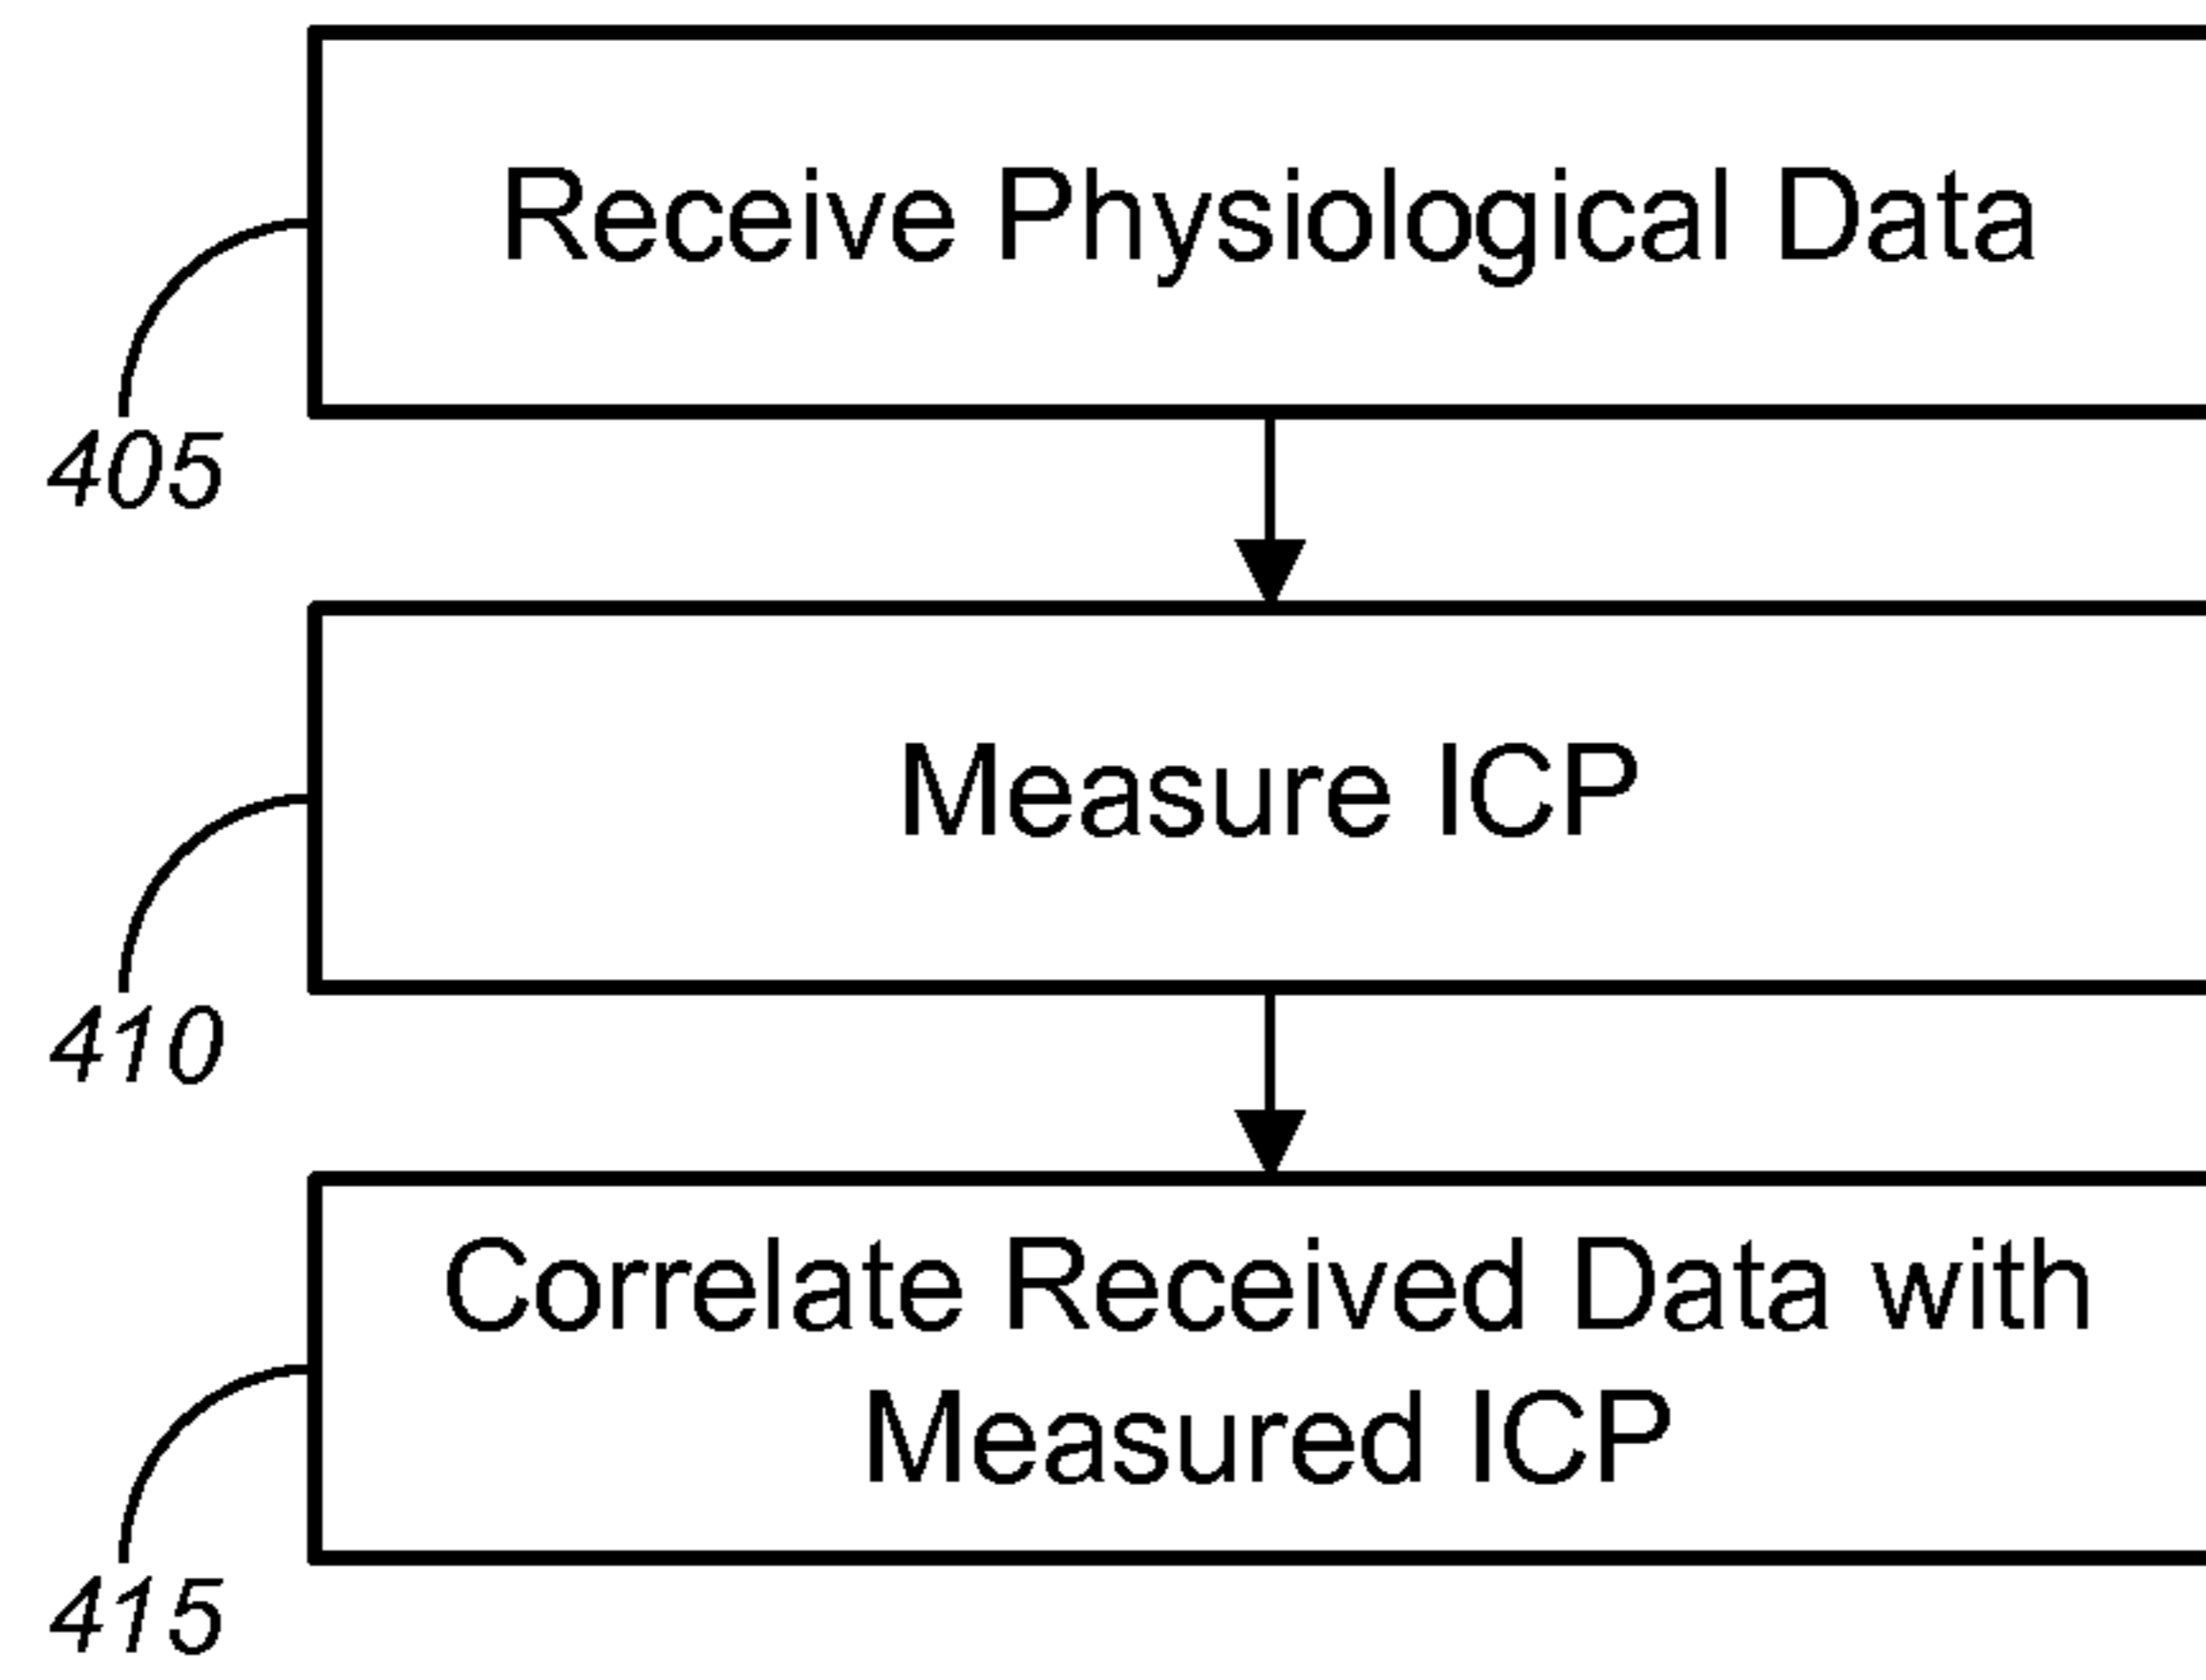 Receive Physiological Data
405
Measure ICP
410
Correlate Received Data with
Measured ICP
415